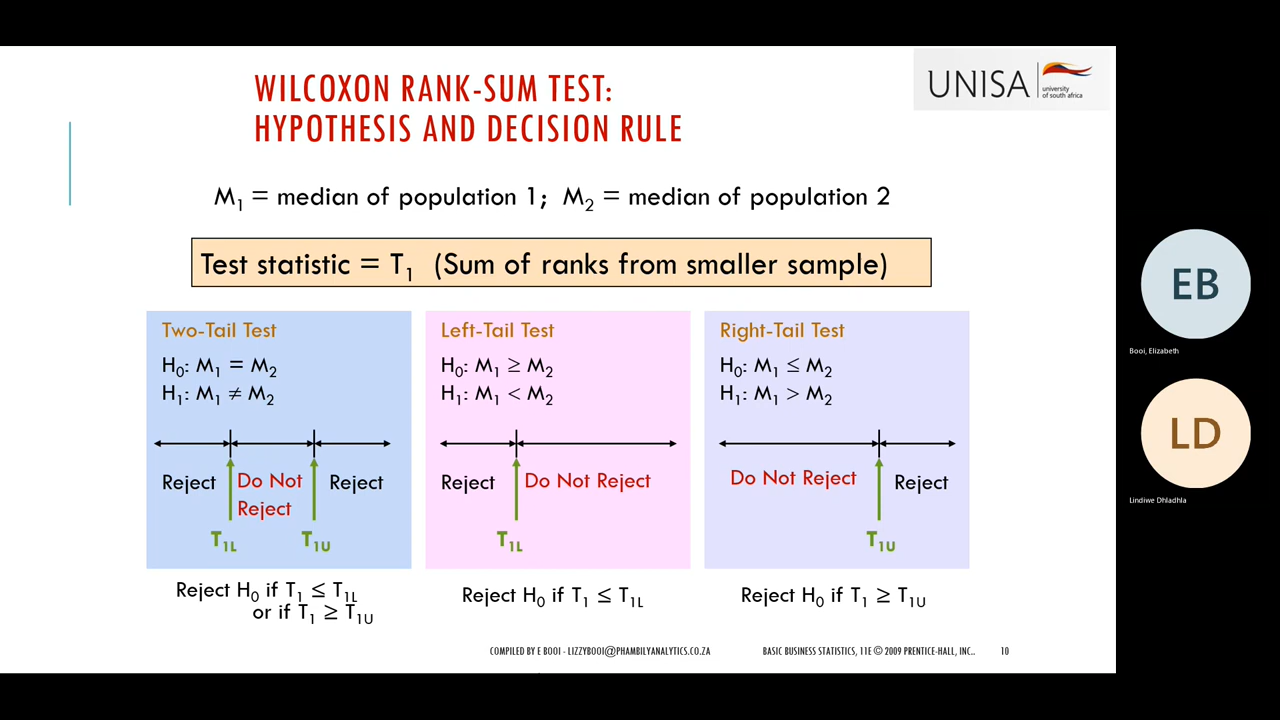 WILCOXON RANK-SUM TEST:
HYPOTHESIS AND DECISION RULE
UNISA
university
of south africa
M₁ = median of population 1; M₂ = median of population 2
Test statistic = T₁ (Sum of ranks from smaller sample)
Two-Tail Test
H₀: M₁ = M₂
H₁: M₁ ≠ M₂
Reject
Do Not
Reject
Reject
T1L
T1U
Reject H₀ if T₁ ≤ T1L
or if T₁ ≥ T1U
Left-Tail Test
H₀: M₁ ≥ M₂
H₁: M₁ < M₂
Reject
Do Not Reject
T1L
Reject H₀ if T₁ ≤ T1L
Right-Tail Test
H₀: M₁ ≤ M₂
H₁: M₁ > M₂
Do Not Reject
Reject
T1U
Reject H₀ if T₁ ≥ T1U
COMPILED BY E BOOI - LIZZYBOOI@PHAMBILYANALYTICS.CO.ZA
BASIC BUSINESS STATISTICS, 11E © 2009 PRENTICE-HALL, INC..
10
EB
Booi, Elizabeth
LD
Lindiwe Dhladhla